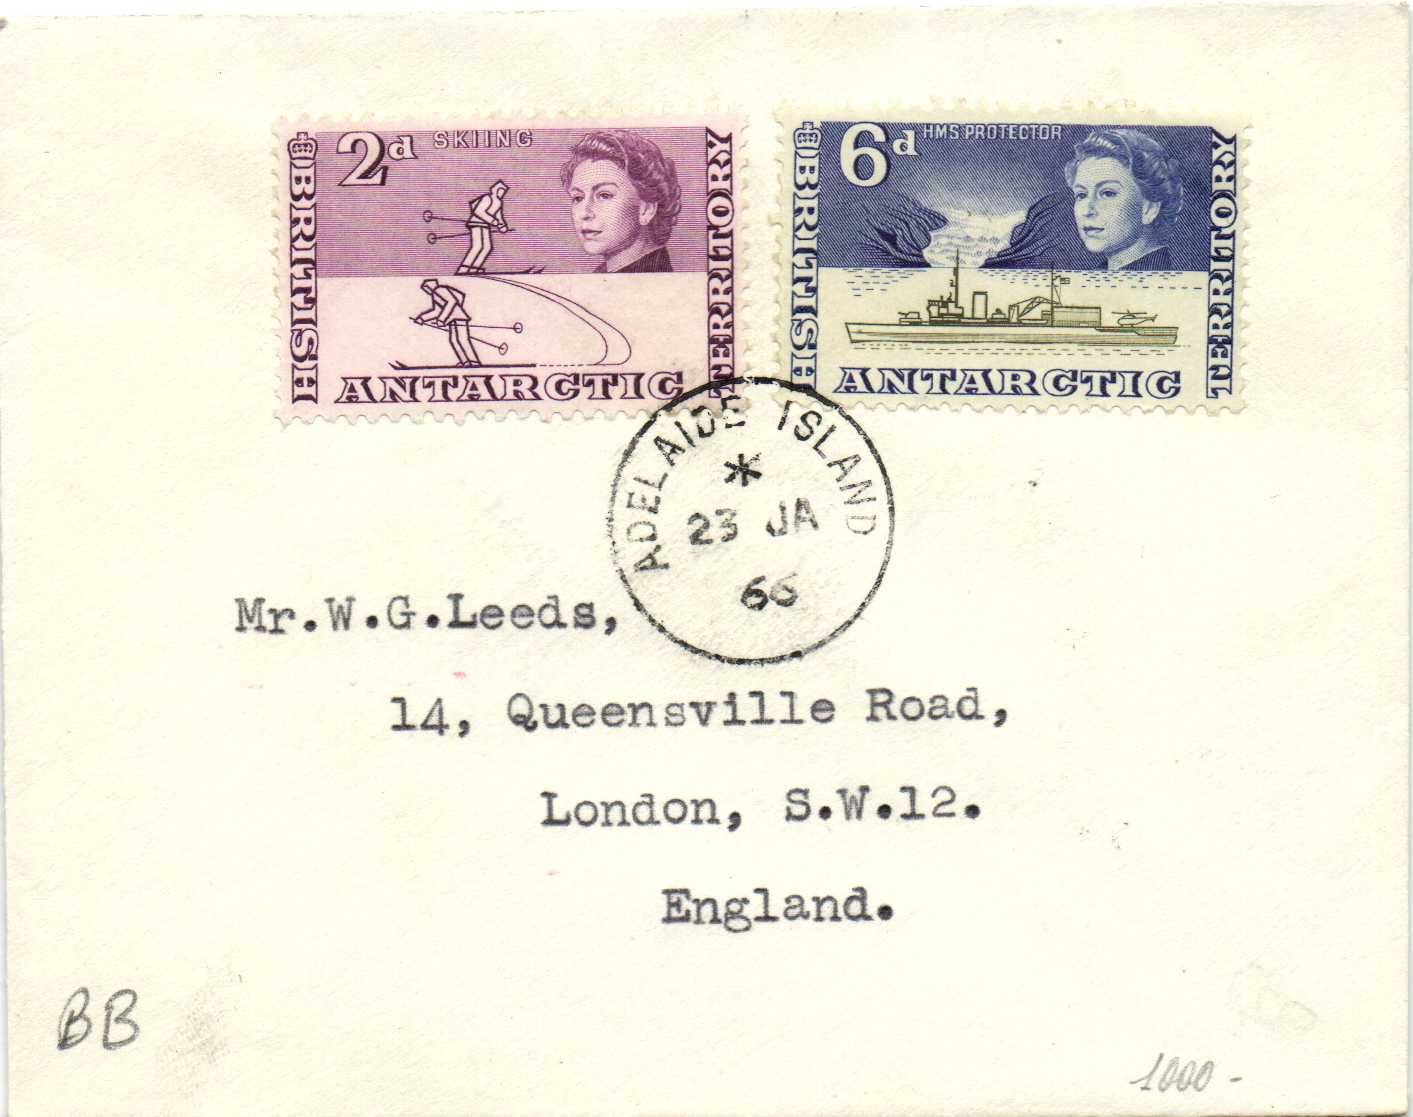 2d SKIING
BRITISH
ANTARCTIC
TERRITORY
6d HMS PROTECTOR
BRITISH
ANTARCTIC
TERRITORY
ADELAIDE ISLAND
*
23 JA
66
Mr.W.G.Leeds,
14, Queensville Road,
London, S.W.12.
England.
BB
1000-